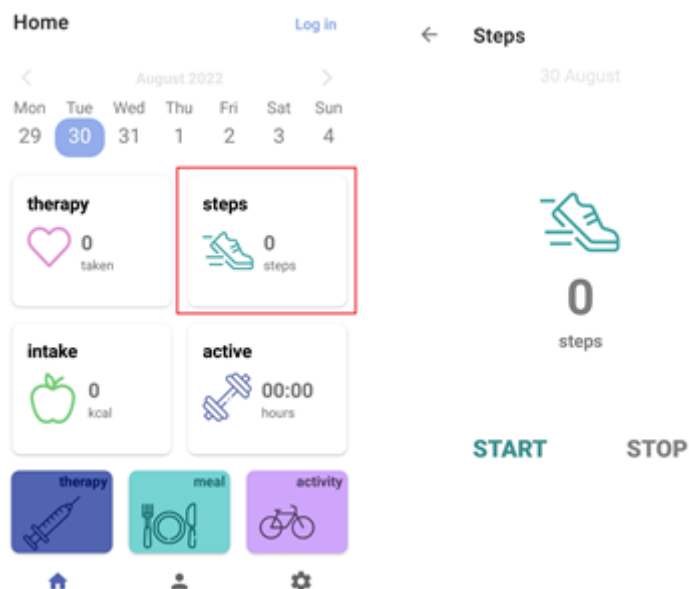 Home
Log in
August 2022
Mon Tue Wed Thu Fri Sat Sun
29 30 31 1 2 3 4
therapy
0
taken
steps
0
steps
intake
0
kcal
active
00:00
hours
therapy
meal
activity
Steps
30 August
0
steps
START STOP